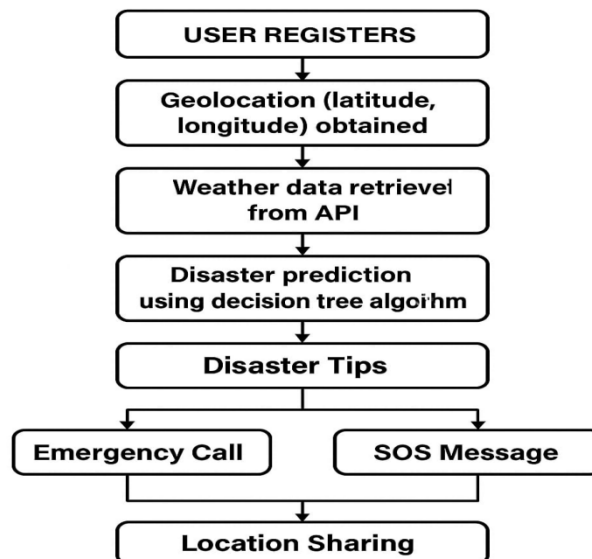 USER REGISTERS
Geolocation (latitude,
longitude) obtained
Weather data retrievel
from API
Disaster prediction
using decision tree algorithm
Disaster Tips
Emergency Call
SOS Message
Location Sharing